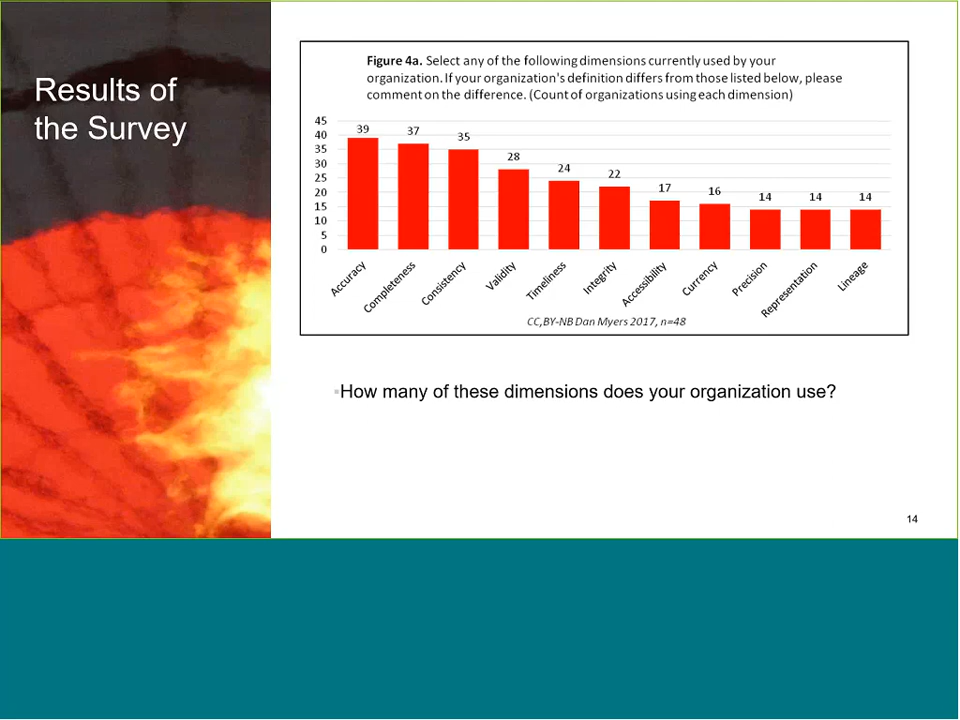 Results of
the Survey
Figure 4a. Select any of the following dimensions currently used by your
organization. If your organization's definition differs from those listed below, please
comment on the difference. (Count of organizations using each dimension)
45
40
35
30
25
20
15
10
5
0
39
37
35
28
24
22
17
16
14
14
14
Accuracy
Completeness
Consistency
Validity
Timeliness
Integrity
Accessibility
Currency
Precision
Representation
Lineage
CC,BY-NB Dan Myers 2017, n=48
How many of these dimensions does your organization use?
14